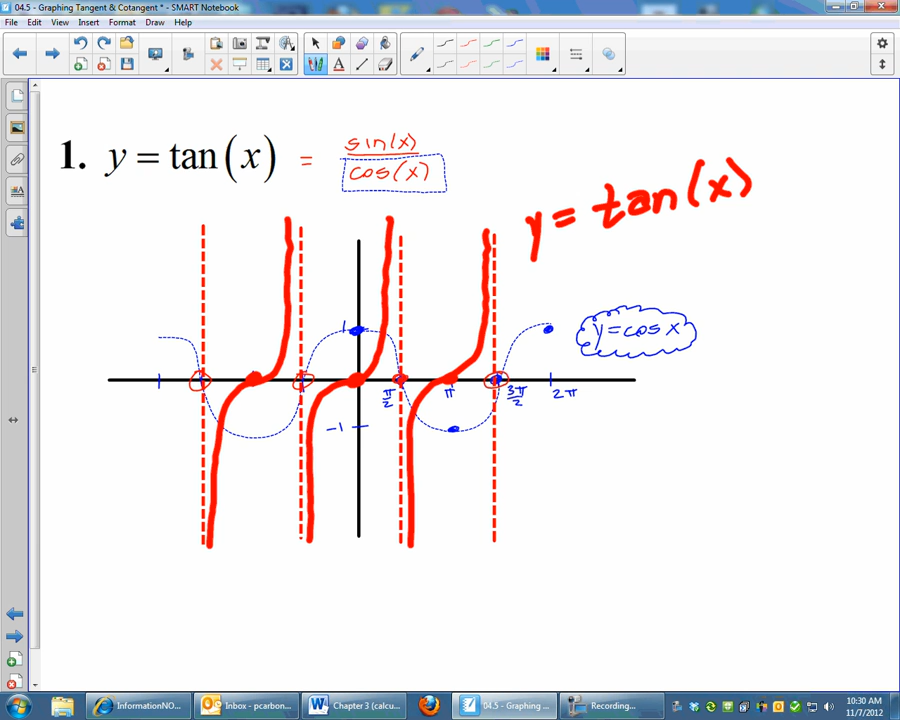 04.5 - Graphing Tangent & Cotangent * - SMART Notebook
File Edit View Insert Format Draw Help
1. y = tan(x) = sin(x)
cos(x)
y = tan(x)
1
y = cos x
π/2
π
3π/2
2π
-1
InformationNO...
Inbox - pcarbon...
Chapter 3 (calcu...
04.5 - Graphing ...
Recording...
10:30 AM
11/7/2012